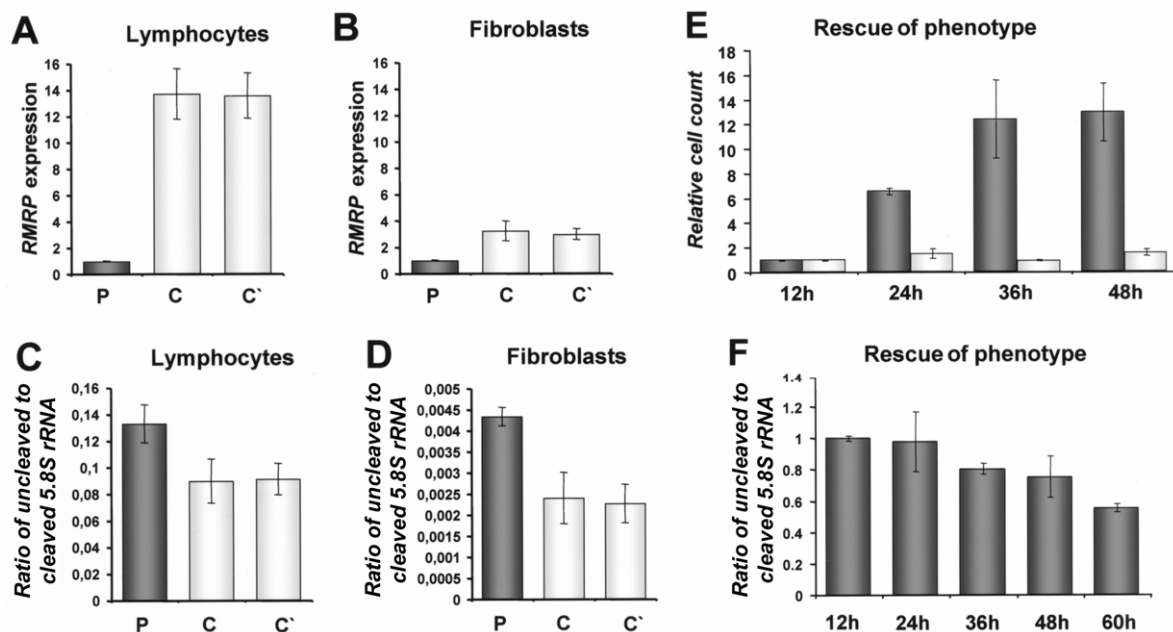 A
Lymphocytes
RMRP expression
16
14
12
10
8
6
4
2
0
P C C`
B
Fibroblasts
RMRP expression
16
14
12
10
8
6
4
2
0
P C C`
E
Rescue of phenotype
Relative cell count
18
16
14
12
10
8
6
4
2
0
12h 24h 36h 48h
C
Lymphocytes
Ratio of uncleaved to
cleaved 5.8S rRNA
0,16
0,14
0,12
0,1
0,08
0,06
0,04
0,02
0
P C C`
D
Fibroblasts
Ratio of uncleaved to
cleaved 5.8S rRNA
0,005
0,0045
0,004
0,0035
0,003
0,0025
0,002
0,0015
0,001
0,0005
0
P C C`
F
Rescue of phenotype
Ratio of uncleaved to
cleaved 5.8S rRNA
1.4
1.2
1
0.8
0.6
0.4
0.2
0
12h 24h 36h 48h 60h